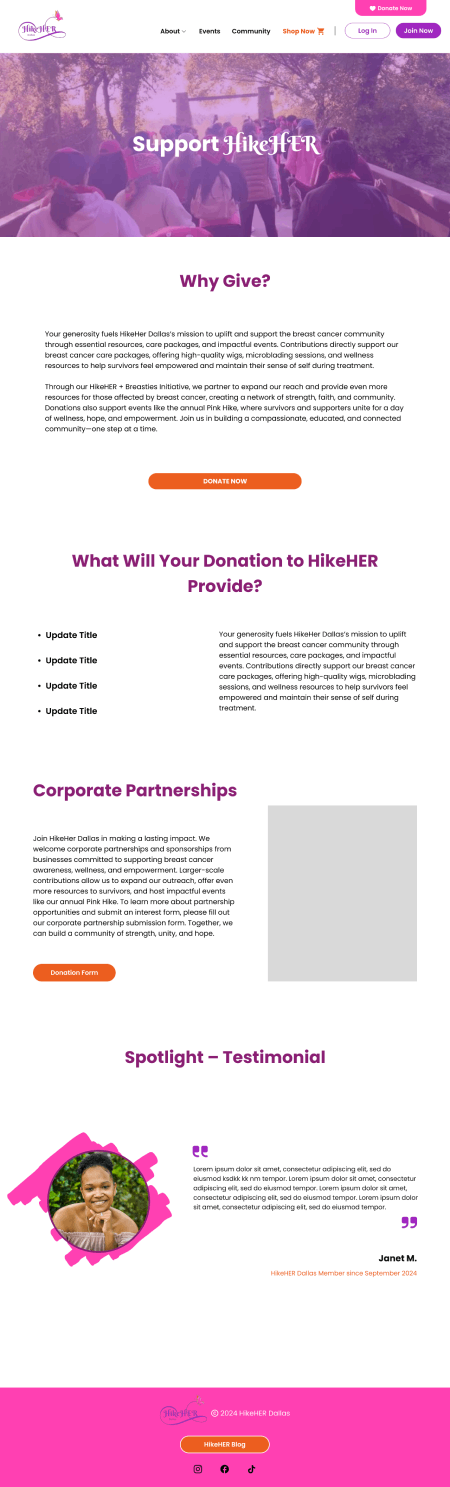 Donate Now
HikeHER
About
Events
Community
Shop Now
Log In
Join Now
Support HikeHER
Why Give?
Your generosity fuels HikeHer Dallas's mission to uplift and support the breast cancer community
through essential resources, care packages, and impactful events. Contributions directly support our
breast cancer care packages, offering high-quality wigs, microblading sessions, and wellness
resources to help survivors feel empowered and maintain their sense of self during treatment.
Through our HikeHER + Breasties Initiative, we partner to expand our reach and provide even more
resources for those affected by breast cancer, creating a network of strength, faith, and community.
Donations also support events like the annual Pink Hike, where survivors and supporters unite for a day
of wellness, hope, and empowerment. Join us in building a compassionate, educated, and connected
community—one step at a time.
DONATE NOW
What Will Your Donation to HikeHER
Provide?
• Update Title
• Update Title
• Update Title
• Update Title
Your generosity fuels HikeHer Dallas's mission to uplift
and support the breast cancer community through
essential resources, care packages, and impactful
events. Contributions directly support our breast cancer
care packages, offering high-quality wigs, microblading
sessions, and wellness resources to help survivors feel
empowered and maintain their sense of self during
treatment.
Corporate Partnerships
Join HikeHer Dallas in making a lasting impact. We
welcome corporate partnerships and sponsorships from
businesses committed to supporting breast cancer
awareness, wellness, and empowerment. Larger-scale
contributions allow us to expand our outreach, offer even
more resources to survivors, and host impactful events
like our annual Pink Hike. To learn more about partnership
opportunities and submit an interest form, please fill out
our corporate partnership submission form. Together, we
can build a community of strength, unity, and hope.
Donation Form
Spotlight – Testimonial
Lorem ipsum dolor sit amet, consectetur adipiscing elit, sed do
eiusmod ksdkk kk nm tempor. Lorem ipsum dolor sit amet, consectetur
adipiscing elit, sed do eiusmod tempor. Lorem ipsum dolor sit amet,
consectetur adipiscing elit, sed do eiusmod tempor. Lorem ipsum dolor
sit amet, consectetur adipiscing elit, sed do eiusmod tempor.
Janet M.
HikeHER Dallas Member since September 2024
HikeHER
© 2024 HikeHER Dallas
HikeHER Blog